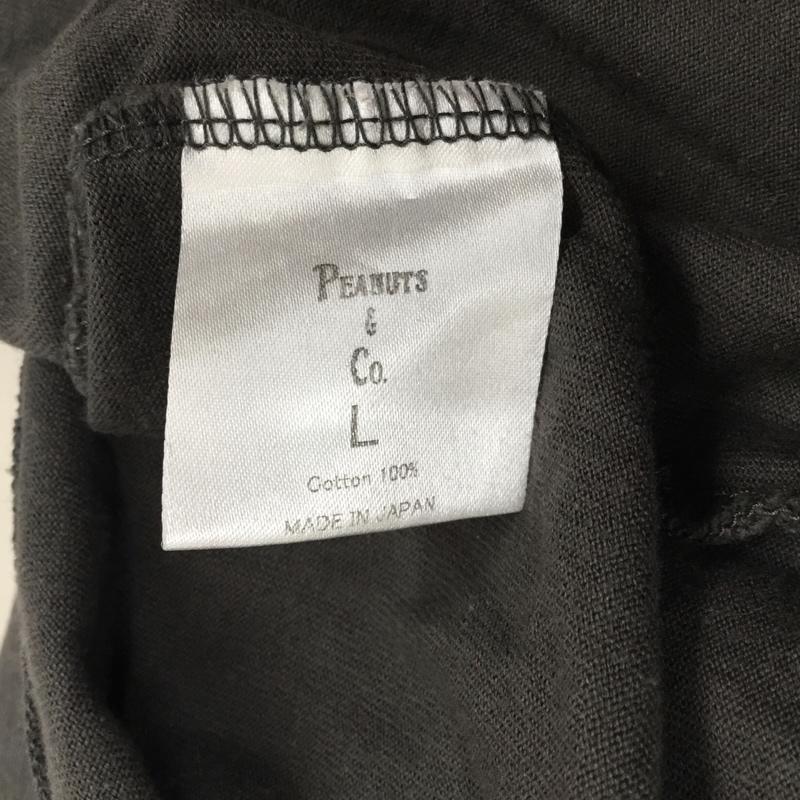 PEANUTS
&
Co.
L
Cotton 100%
MADE IN JAPAN